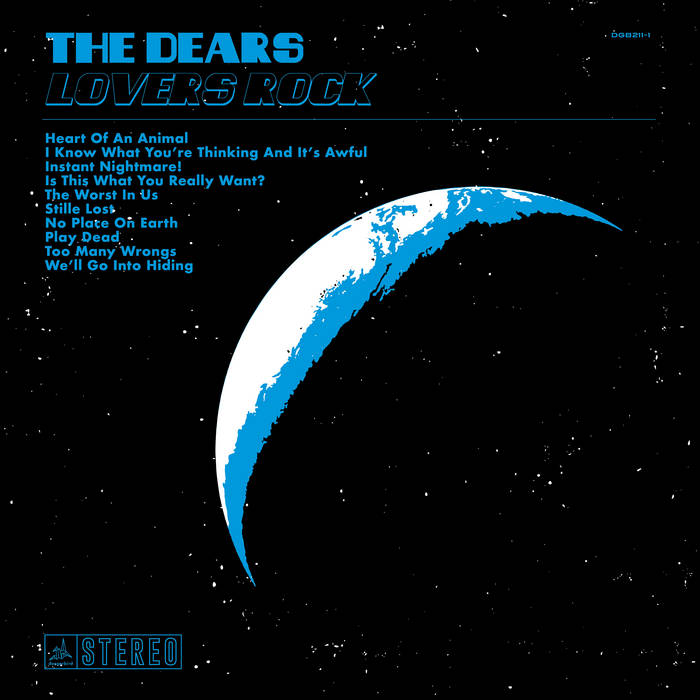 THE DEARS
DGB211-1
LOVERS ROCK
Heart Of An Animal
I Know What You're Thinking And It's Awful
Instant Nightmare!
Is This What You Really Want?
The Worst In Us
Stille Lost
No Place On Earth
Play Dead
Too Many Wrongs
We'll Go Into Hiding
STEREO